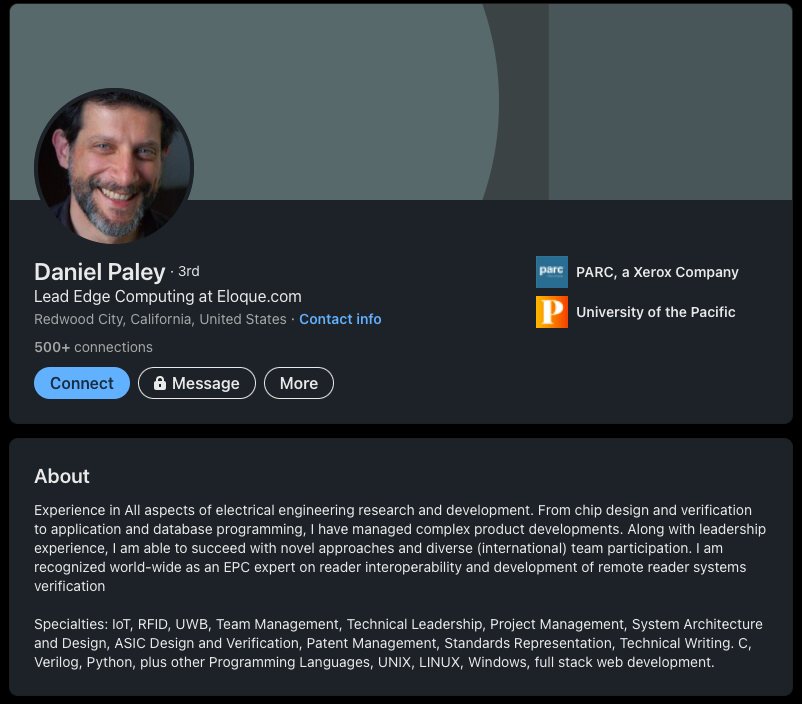 Daniel Paley · 3rd
Lead Edge Computing at Eloque.com
Redwood City, California, United States · Contact info
500+ connections
Connect
Message
More
parc
PARC, a Xerox Company
P
University of the Pacific
About
Experience in All aspects of electrical engineering research and development. From chip design and verification
to application and database programming, I have managed complex product developments. Along with leadership
experience, I am able to succeed with novel approaches and diverse (international) team participation. I am
recognized world-wide as an EPC expert on reader interoperability and development of remote reader systems
verification
Specialties: IoT, RFID, UWB, Team Management, Technical Leadership, Project Management, System Architecture
and Design, ASIC Design and Verification, Patent Management, Standards Representation, Technical Writing. C,
Verilog, Python, plus other Programming Languages, UNIX, LINUX, Windows, full stack web development.